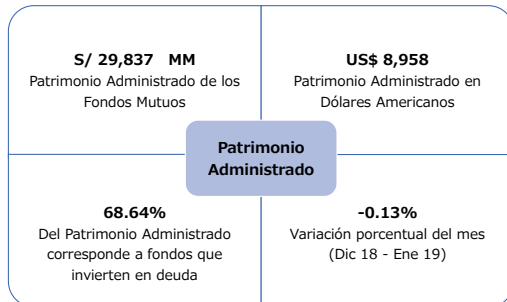 S/ 29,837 MM
Patrimonio Administrado de los
Fondos Mutuos
US$ 8,958
Patrimonio Administrado en
Dólares Americanos
Patrimonio
Administrado
68.64%
Del Patrimonio Administrado
corresponde a fondos que
invierten en deuda
-0.13%
Variación porcentual del mes
(Dic 18 - Ene 19)